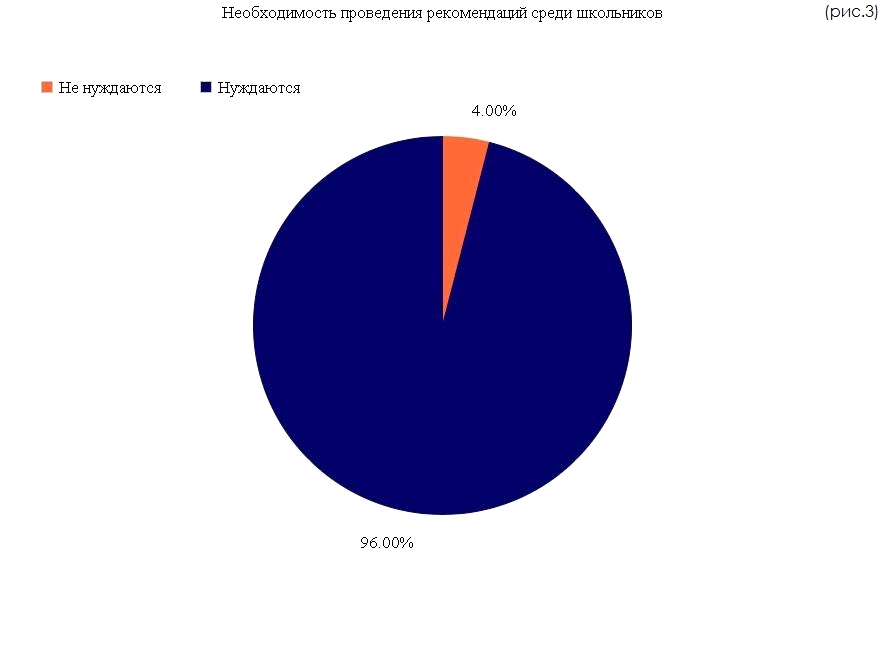 Необходимость проведения рекомендаций среди школьников
(рис.3)
Не нуждаются
Нуждаются
4.00%
96.00%